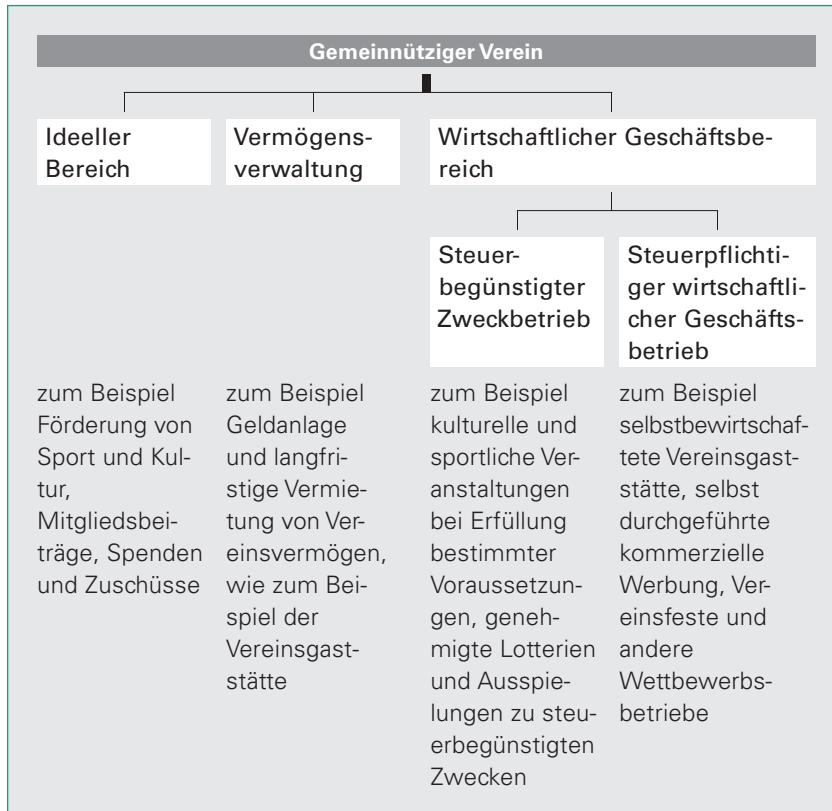 Gemeinnütziger Verein
Ideeller
Bereich
Vermögens-
verwaltung
Wirtschaftlicher Geschäftsbe-
reich
Steuer-
begünstigter
Zweckbetrieb
Steuerpflichti-
ger wirtschaftli-
cher Geschäfts-
betrieb
zum Beispiel
Förderung von
Sport und Kul-
tur,
Mitgliedsbei-
träge, Spenden
und Zuschüsse
zum Beispiel
Geldanlage
und langfri-
stige Vermie-
tung von Ver-
einsvermögen,
wie zum Bei-
spiel der
Vereinsgast-
stätte
zum Beispiel
kulturelle und
sportliche Ver-
anstaltungen
bei Erfüllung
bestimmter
Voraussetzun-
gen, geneh-
migte Lotterien
und Ausspie-
lungen zu steu-
erbegünstigten
Zwecken
zum Beispiel
selbstbewirtschaf-
tete Vereinsgast-
stätte, selbst
durchgeführte
kommerzielle
Werbung, Ver-
einsfeste und
andere
Wettbewerbs-
betriebe